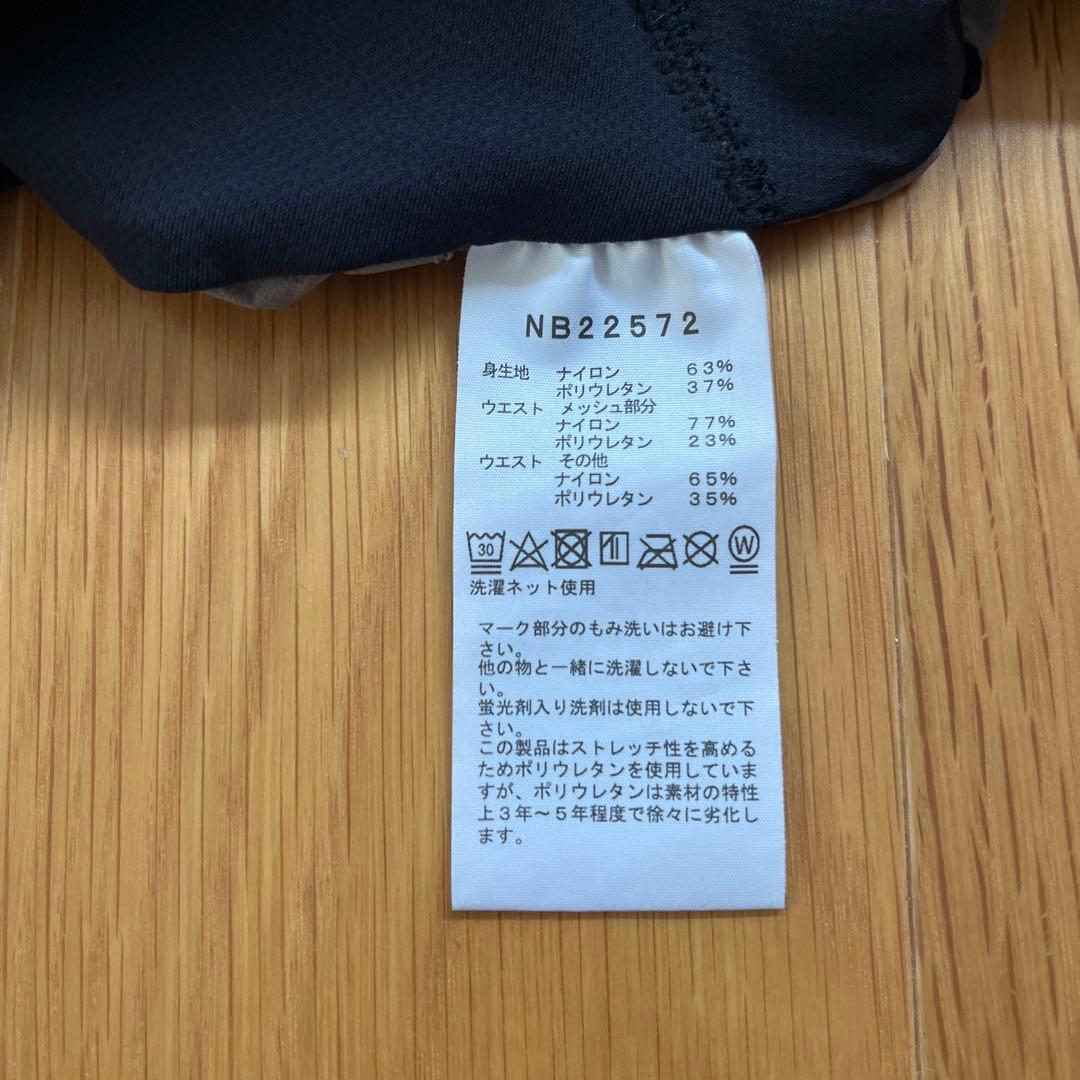 NB22572
身生地 ナイロン 63%
ポリウレタン 37%
ウエスト メッシュ部分
ナイロン 77%
ポリウレタン 23%
ウエスト その他
ナイロン 65%
ポリウレタン 35%
30 W
洗濯ネット使用
マーク部分のもみ洗いはお避け下
さい。
他の物と一緒に洗濯しないで下さ
い。
蛍光剤入り洗剤は使用しないで下
さい。
この製品はストレッチ性を高める
ためポリウレタンを使用していま
すが、ポリウレタンは素材の特性
上3年～5年程度で徐々に劣化し
ます。